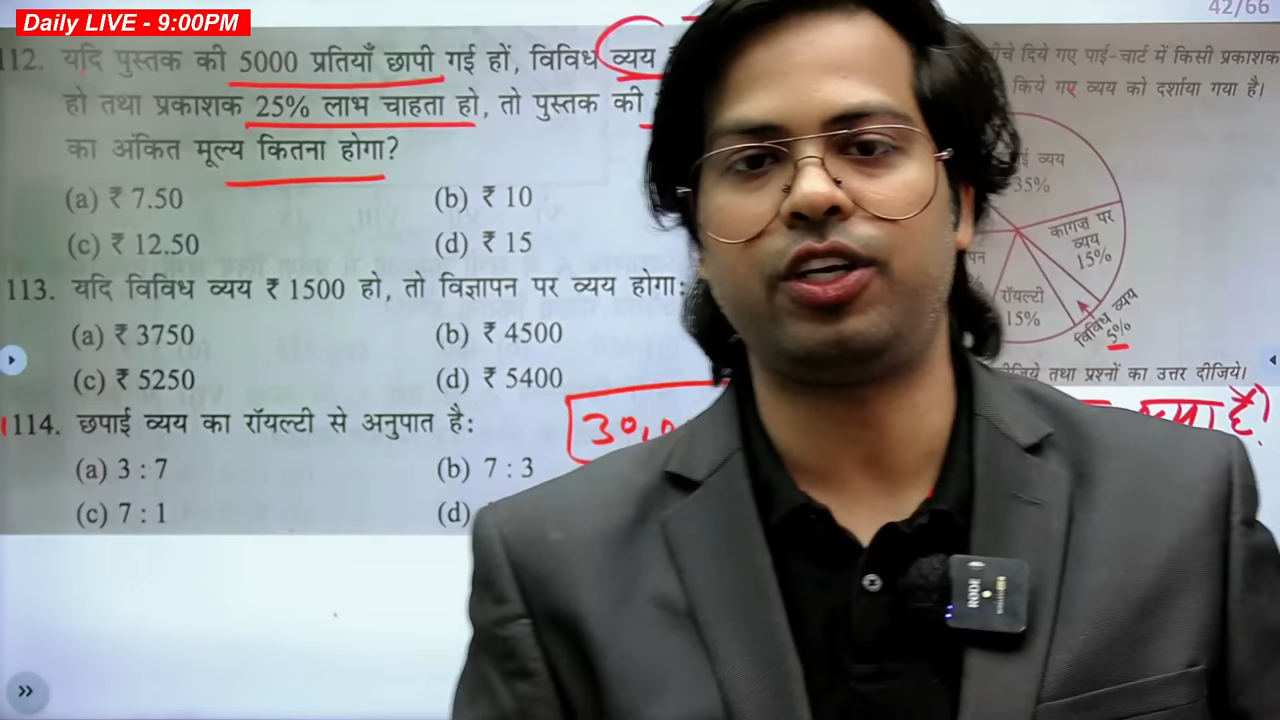 Daily LIVE - 9:00PM
42/66
112. यदि पुस्तक की 5000 प्रतियाँ छापी गई हों, विविध व्यय
हो तथा प्रकाशक 25% लाभ चाहता हो, तो पुस्तक की
का अंकित मूल्य कितना होगा?
(a) ₹ 7.50 (b) ₹ 10
(c) ₹ 12.50 (d) ₹ 15
113. यदि विविध व्यय ₹ 1500 हो, तो विज्ञापन पर व्यय होगा:
(a) ₹ 3750 (b) ₹ 4500
(c) ₹ 5250 (d) ₹ 5400
114. छपाई व्यय का रॉयल्टी से अनुपात है:
(a) 3 : 7 (b) 7 : 3
(c) 7 : 1 (d)
दिये गए पाई-चार्ट में किसी प्रकाशक
किये गए व्यय को दर्शाया गया है।
व्यय
35%
कागज पर
व्यय
15%
रॉयल्टी
15%
विविध व्यय
5%
तथा प्रश्नों का उत्तर दीजिये।
RODE